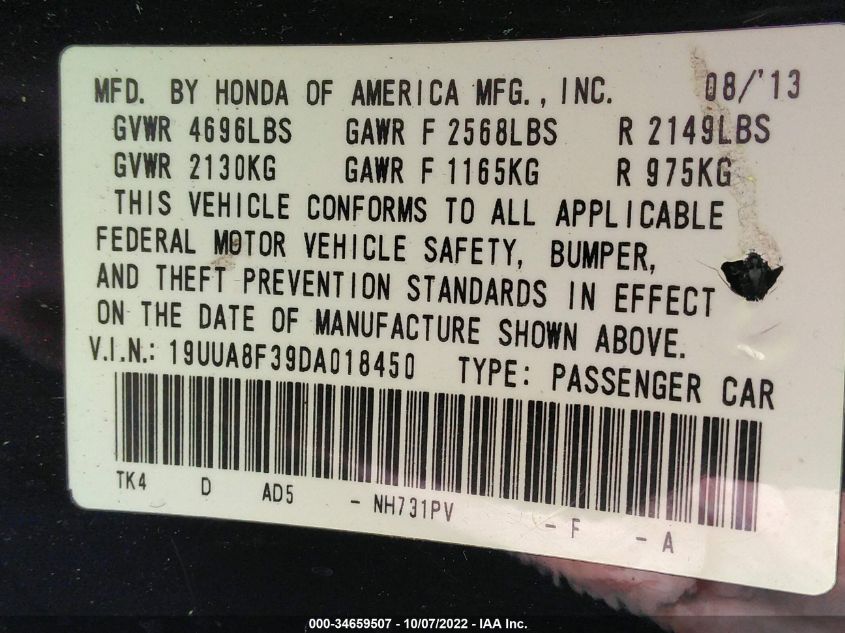 MFD. BY HONDA OF AMERICA MFG., INC. 08/'13
GVWR 4696LBS GAWR F 2568LBS R 2149LBS
GVWR 2130KG GAWR F 1165KG R 975KG
THIS VEHICLE CONFORMS TO ALL APPLICABLE
FEDERAL MOTOR VEHICLE SAFETY, BUMPER,
AND THEFT PREVENTION STANDARDS IN EFFECT
ON THE DATE OF MANUFACTURE SHOWN ABOVE.
V.I.N.: 19UUA8F39DA018450 TYPE: PASSENGER CAR
TK4 D AD5 - NH731PV - F - A
000-34659507 - 10/07/2022 - IAA Inc.